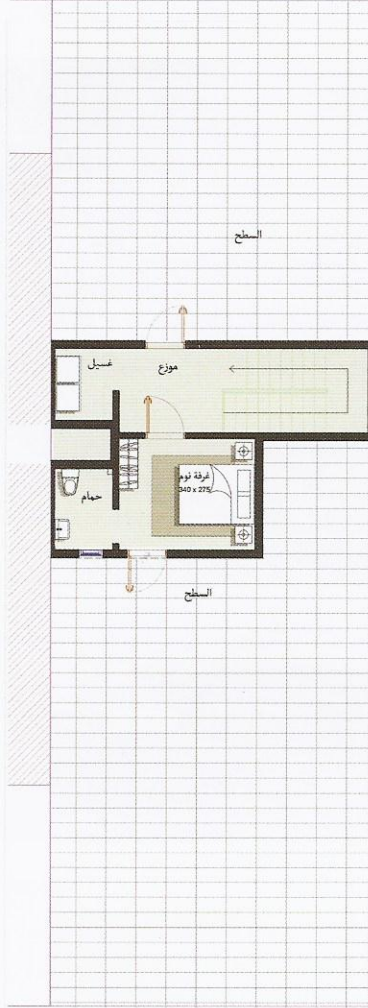 السطح
غسيل
موزع
غرفة نوم
340 x 275
حمام
السطح